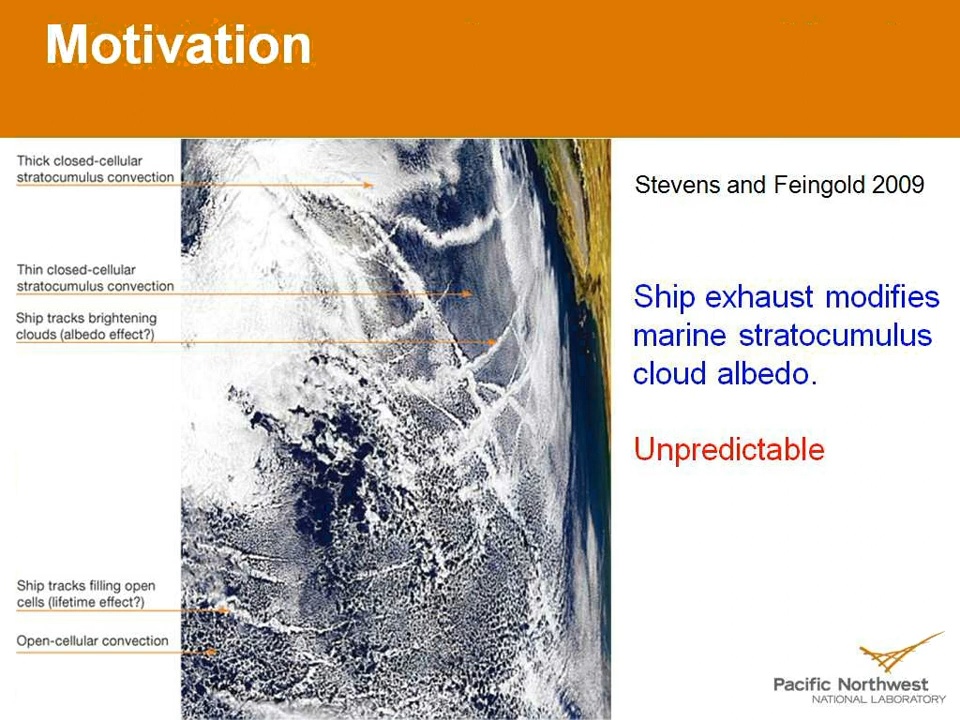 Motivation
Thick closed-cellular
stratocumulus convection
Thin closed-cellular
stratocumulus convection
Ship tracks brightening
clouds (albedo effect?)
Ship tracks filling open
cells (lifetime effect?)
Open-cellular convection
Stevens and Feingold 2009
Ship exhaust modifies
marine stratocumulus
cloud albedo.
Unpredictable
Pacific Northwest
NATIONAL LABORATORY